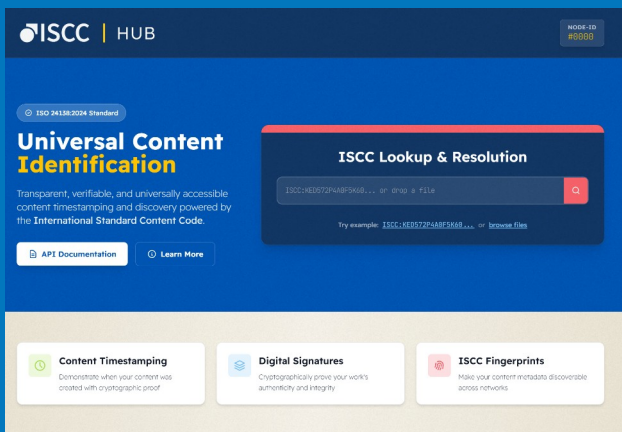 ISCC | HUB
NODE-ID
#0000
ISO 24138:2024 Standard
Universal Content
Identification
Transparent, verifiable, and universally accessible
content timestamping and discovery powered by
the International Standard Content Code.
API Documentation
Learn More
ISCC Lookup & Resolution
ISCC:KED572P4AOF5K6Q... or drop a file
Try example: ISCC:KED572P4AOF5K6Q... or browse files
Content Timestamping
Demonstrate when your content was
created with cryptographic proof
Digital Signatures
Cryptographically prove your work's
authenticity and integrity
ISCC Fingerprints
Make your content metadata discoverable
across networks